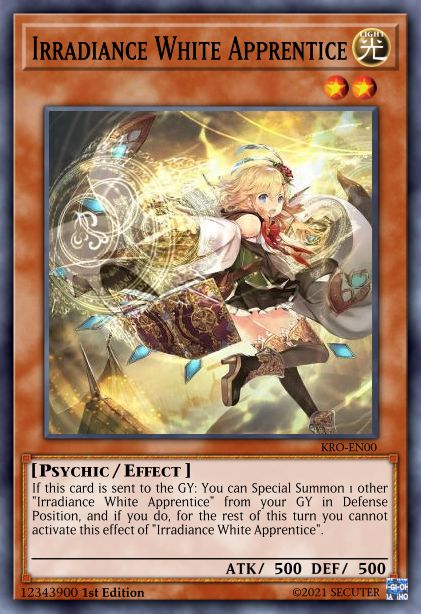 IRRADIANCE WHITE APPRENTICE
LIGHT
光
KRO-EN00
[PSYCHIC/EFFECT]
If this card is sent to the GY: You can Special Summon 1 other
"Irradiance White Apprentice" from your GY in Defense
Position, and if you do, for the rest of this turn you cannot
activate this effect of "Irradiance White Apprentice".
ATK/ 500 DEF/ 500
12343900 1st Edition ©2021 SECUTER